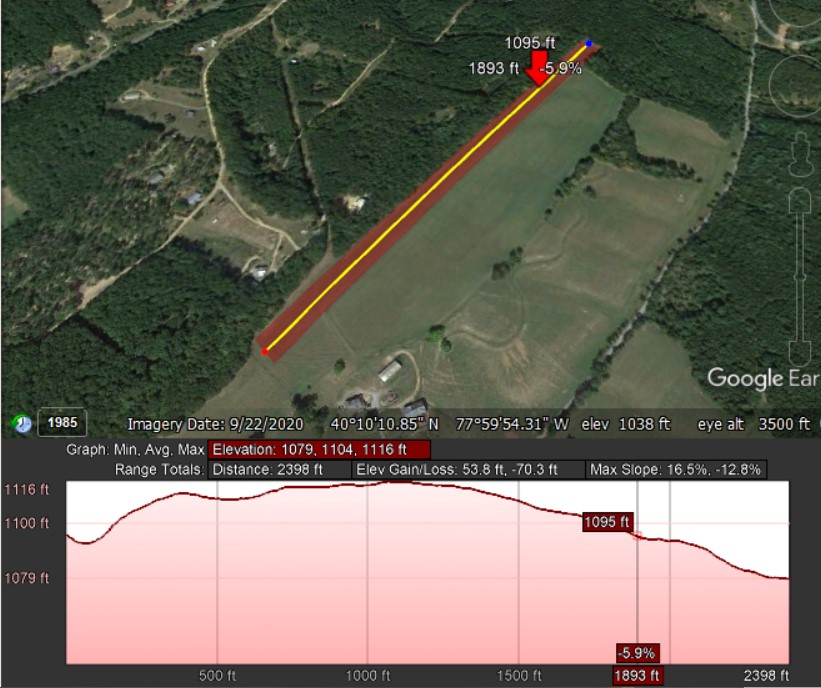 1095 ft
1893 ft -5.9%
Google Ear
1985
Imagery Date: 9/22/2020 40°10'10.85" N 77°59'54.31" W elev 1038 ft eye alt 3500 ft
Graph: Min, Avg, Max Elevation: 1079, 1104, 1116 ft
Range Totals: Distance: 2398 ft Elev Gain/Loss: 53.8 ft, -70.3 ft Max Slope: 16.5%, -12.8%
1116 ft
1100 ft
1095 ft
1079 ft
-5.9%
500 ft 1000 ft 1500 ft 1893 ft 2398 ft